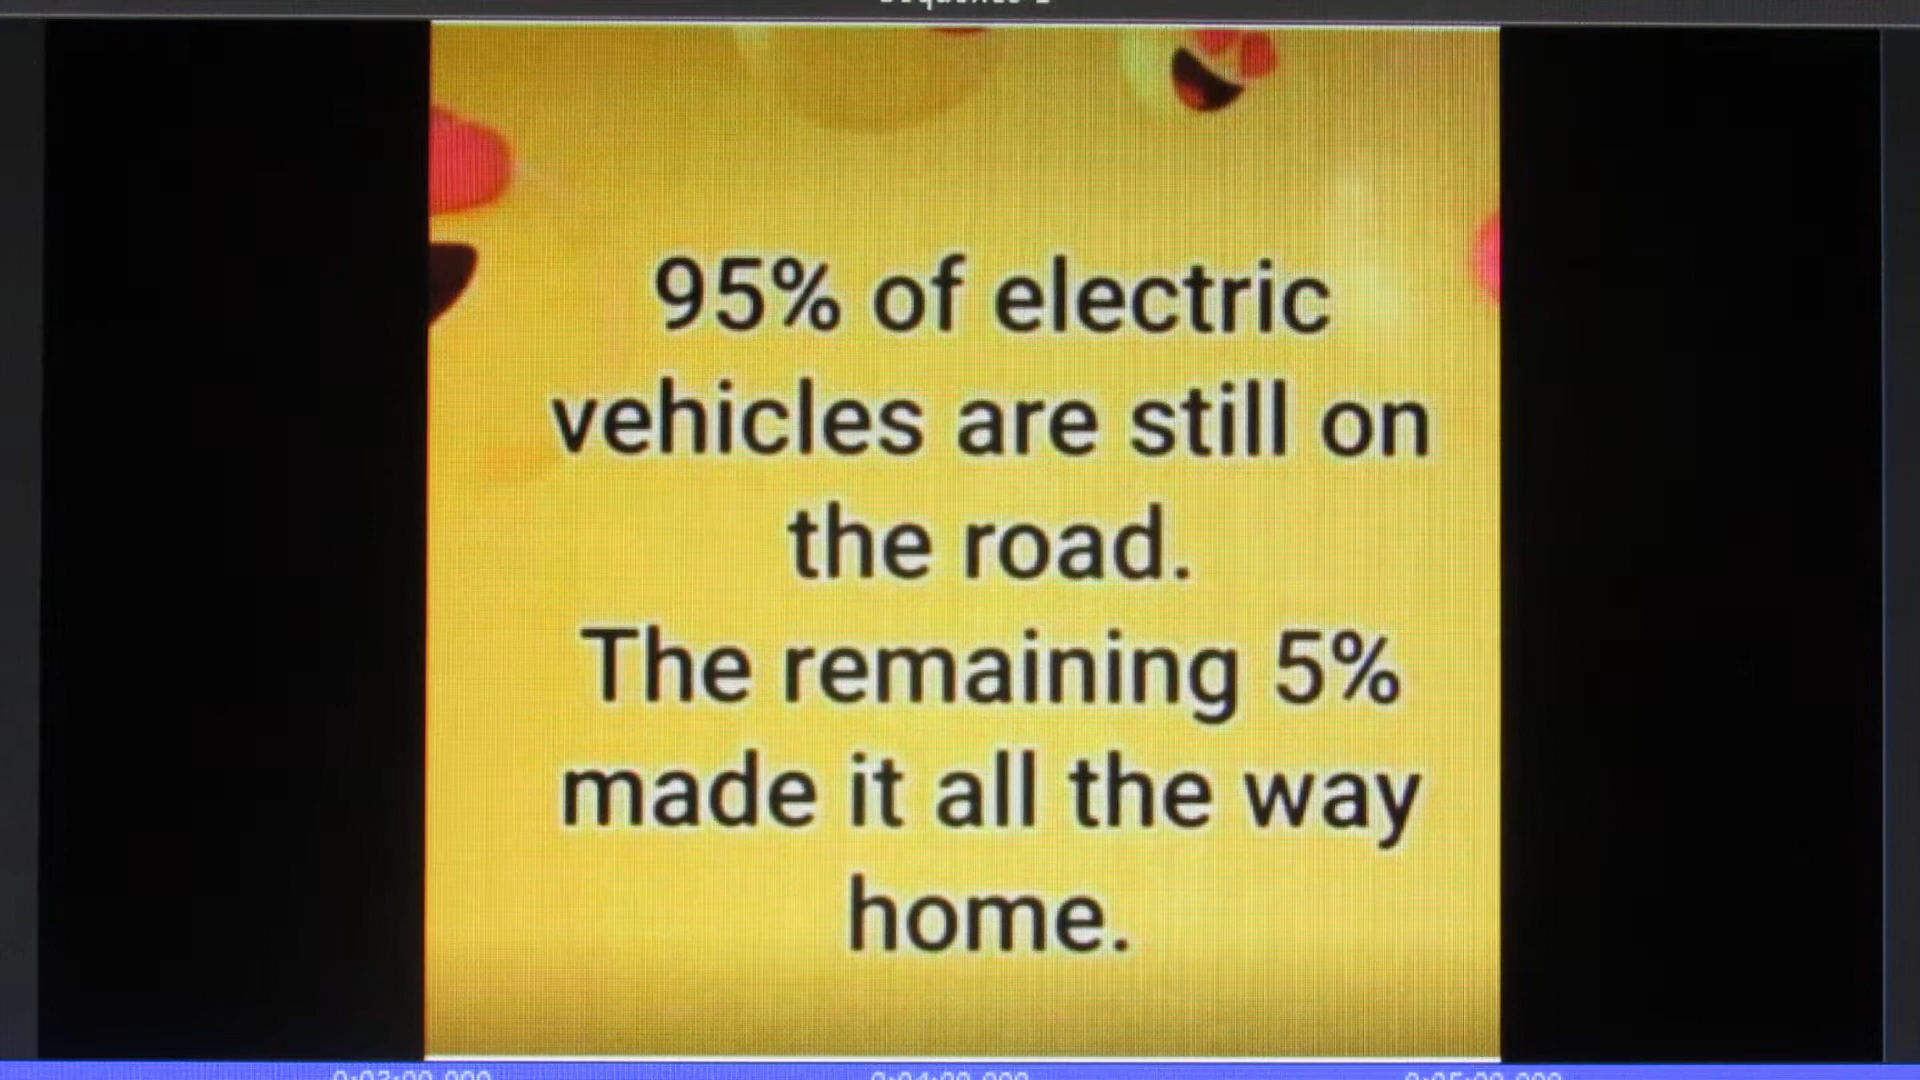 95% of electric
vehicles are still on
the road.
The remaining 5%
made it all the way
home.